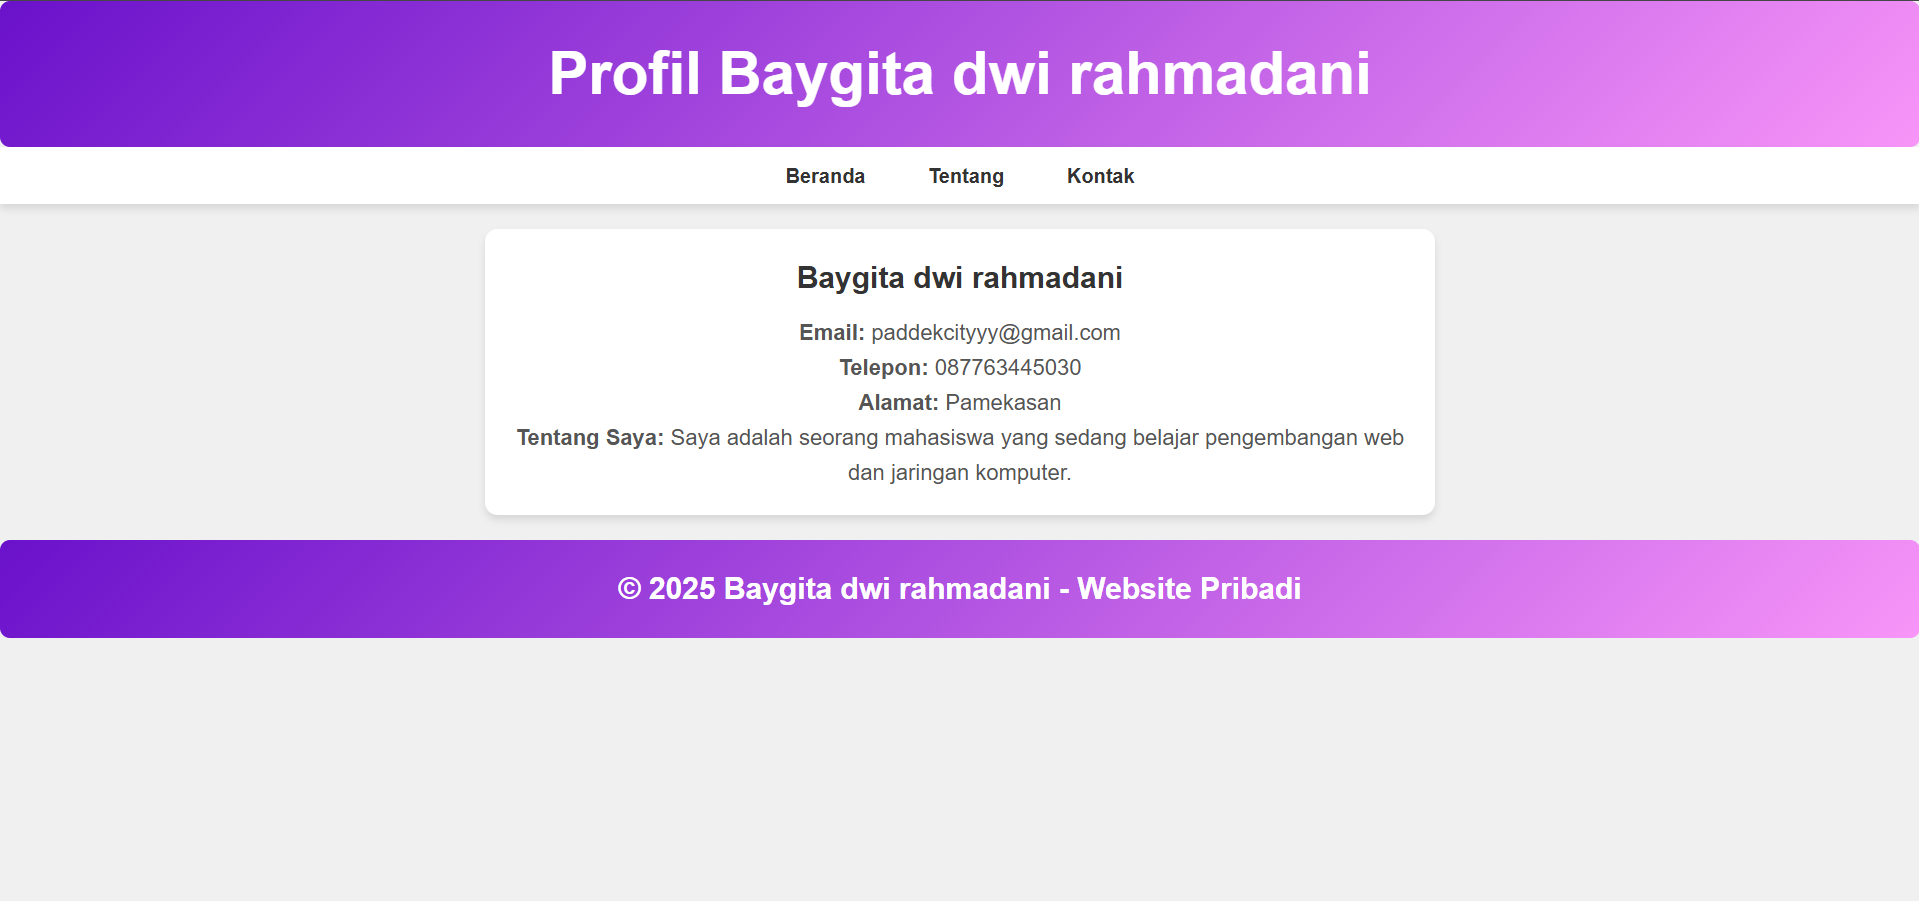 Profil Baygita dwi rahmadani
Beranda Tentang Kontak
Baygita dwi rahmadani
Email: paddekcityyy@gmail.com
Telepon: 087763445030
Alamat: Pamekasan
Tentang Saya: Saya adalah seorang mahasiswa yang sedang belajar pengembangan web
dan jaringan komputer.
© 2025 Baygita dwi rahmadani - Website Pribadi